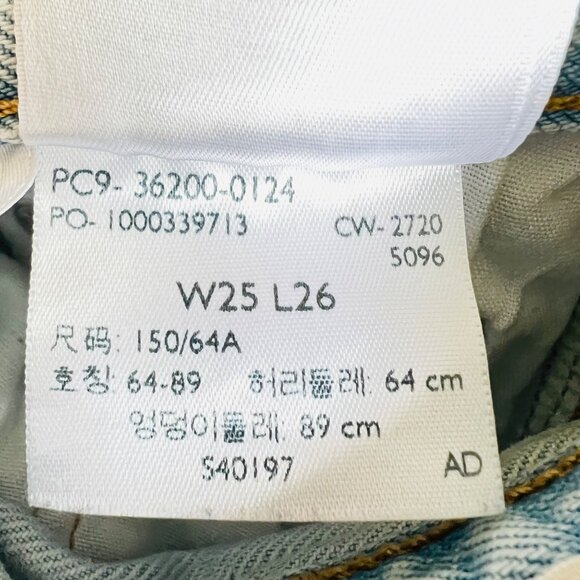 PC9- 36200-0124
PO- 1000339713 CW-2720
5096
W25 L26
尺码: 150/64A
호칭: 64-89 허리둘레: 64 cm
엉덩이둘레: 89 cm
S40197 AD